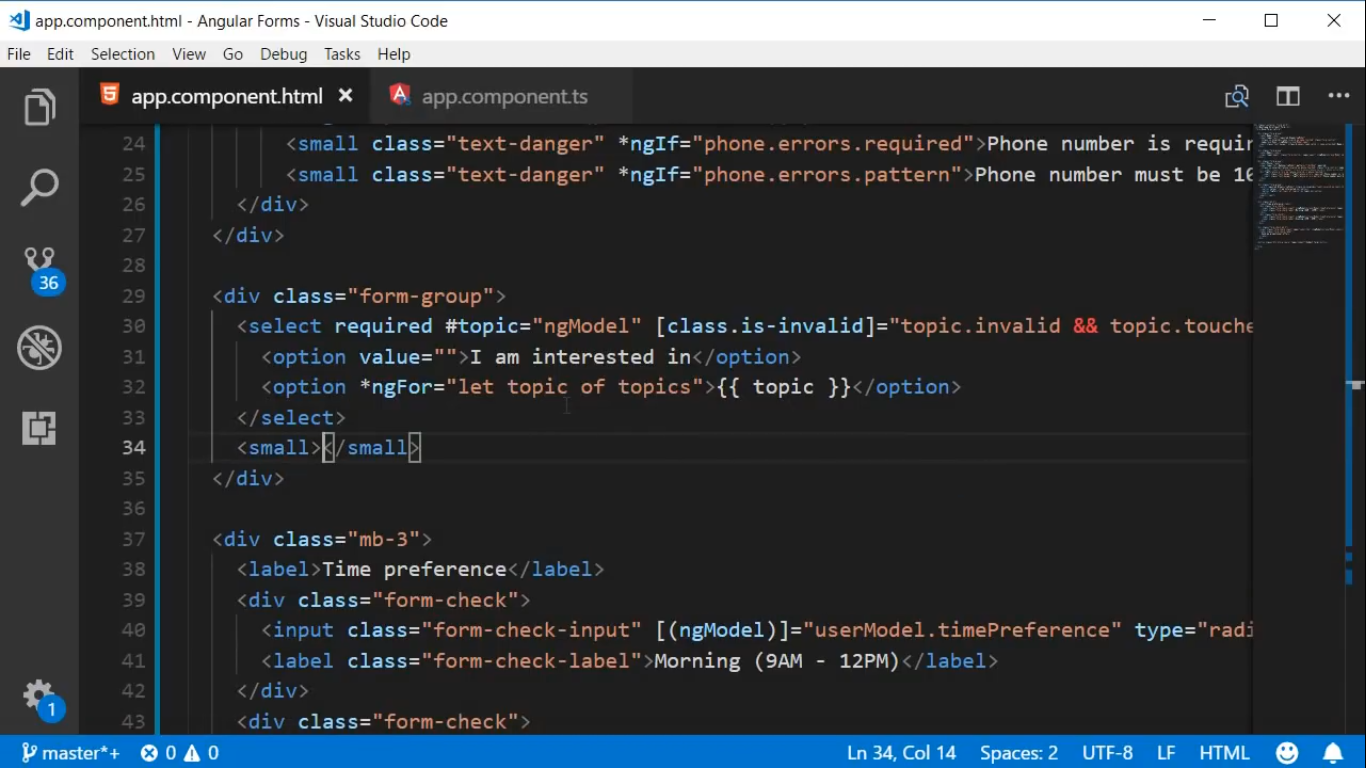 app.component.html - Angular Forms - Visual Studio Code
File Edit Selection View Go Debug Tasks Help
app.component.html app.component.ts
24 <small class="text-danger" *ngIf="phone.errors.required">Phone number is requir
25 <small class="text-danger" *ngIf="phone.errors.pattern">Phone number must be 10
26 </div>
27 </div>
28
29 <div class="form-group">
30 <select required #topic="ngModel" [class.is-invalid]="topic.invalid && topic.touche
31 <option value="">I am interested in</option>
32 <option *ngFor="let topic of topics">{{ topic }}</option>
33 </select>
34 <small></small>
35 </div>
36
37 <div class="mb-3">
38 <label>Time preference</label>
39 <div class="form-check">
40 <input class="form-check-input" [(ngModel)]="userModel.timePreference" type="radi
41 <label class="form-check-label">Morning (9AM - 12PM)</label>
42 </div>
43 <div class="form-check">
36
1
master*+ 0 0 Ln 34, Col 14 Spaces: 2 UTF-8 LF HTML